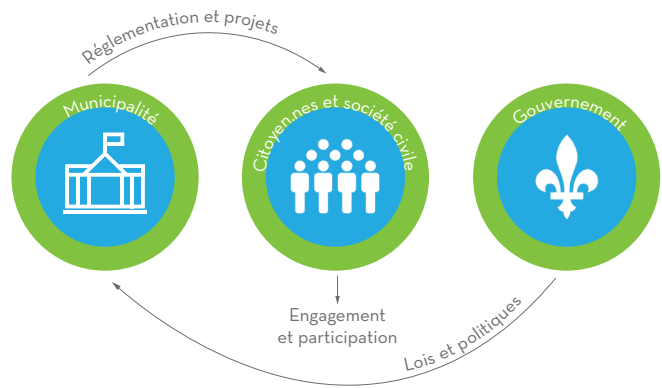 Réglementation et projets
Municipalité
Citoyen.nes et société civile
Gouvernement
Engagement
et participation
Lois et politiques